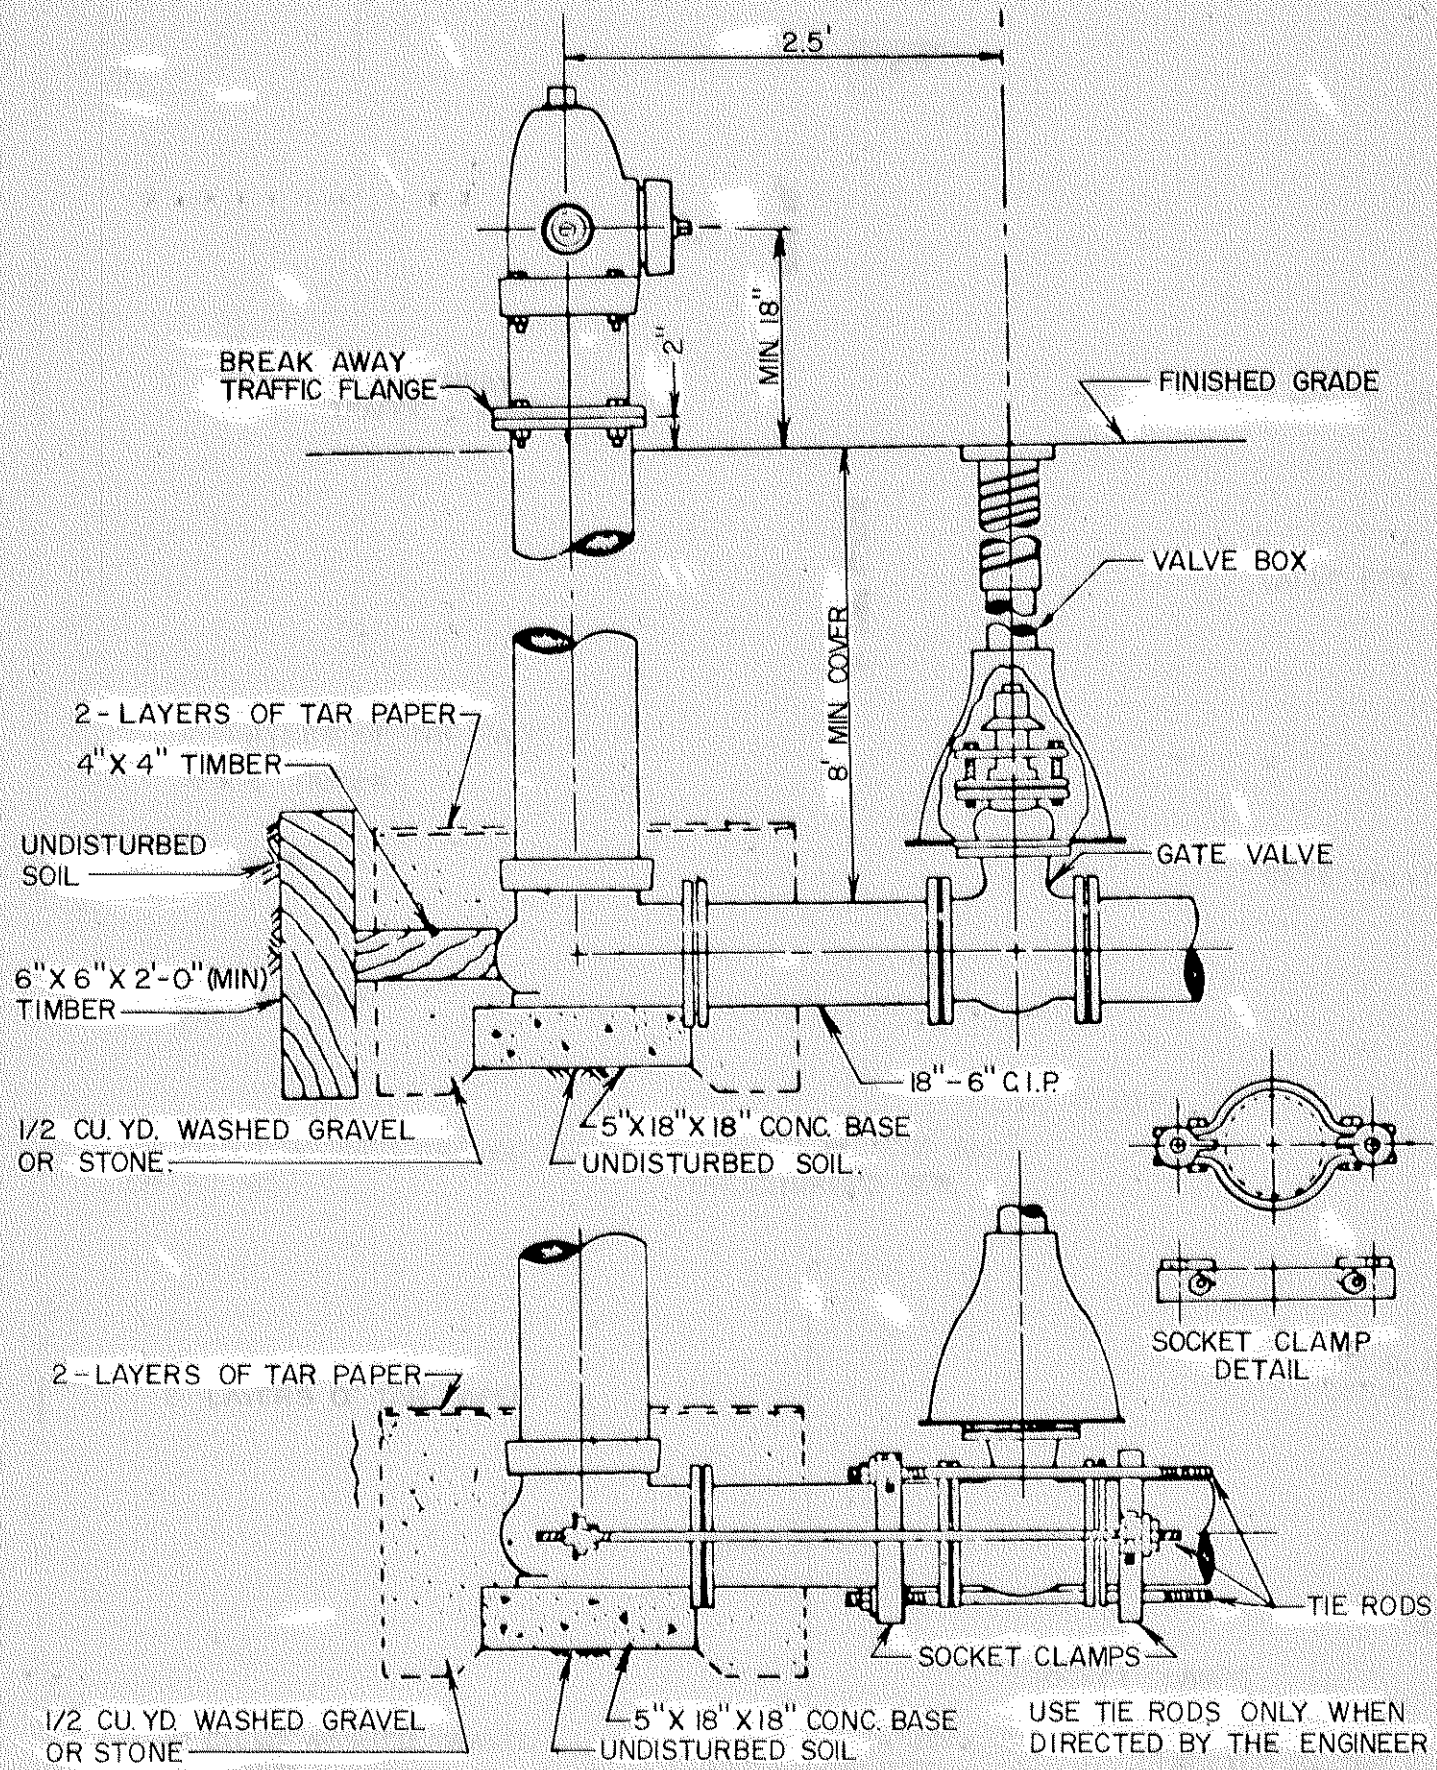 2.5'
MIN 18"
2"
BREAK AWAY
TRAFFIC FLANGE
FINISHED GRADE
VALVE BOX
8' MIN COVER
2-LAYERS OF TAR PAPER
4" X 4" TIMBER
UNDISTURBED
SOIL
GATE VALVE
6" X 6" X 2'-0" (MIN)
TIMBER
18"-6" C.I.P.
1/2 CU. YD. WASHED GRAVEL
OR STONE.
5" X 18" X 18" CONC. BASE
UNDISTURBED SOIL.
SOCKET CLAMP
DETAIL
2-LAYERS OF TAR PAPER
TIE RODS
SOCKET CLAMPS
1/2 CU. YD. WASHED GRAVEL
OR STONE
5" X 18" X 18" CONC. BASE
UNDISTURBED SOIL
USE TIE RODS ONLY WHEN
DIRECTED BY THE ENGINEER